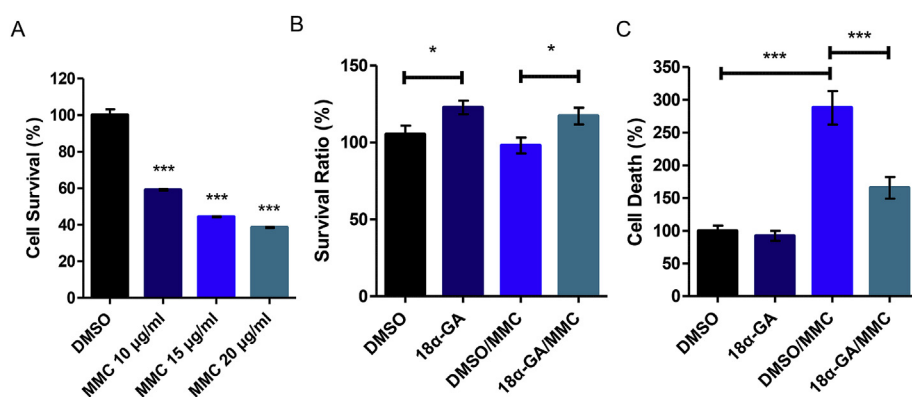 A
Cell Survival (%)
120
100
80
60
40
20
0
***
***
***
DMSO
MMC 10 µg/ml
MMC 15 µg/ml
MMC 20 µg/ml
B
Survival Ratio (%)
150
100
50
0
*
*
DMSO
18α-GA
DMSO/MMC
18α-GA/MMC
C
Cell Death (%)
350
300
250
200
150
100
50
0
***
***
DMSO
18α-GA
DMSO/MMC
18α-GA/MMC